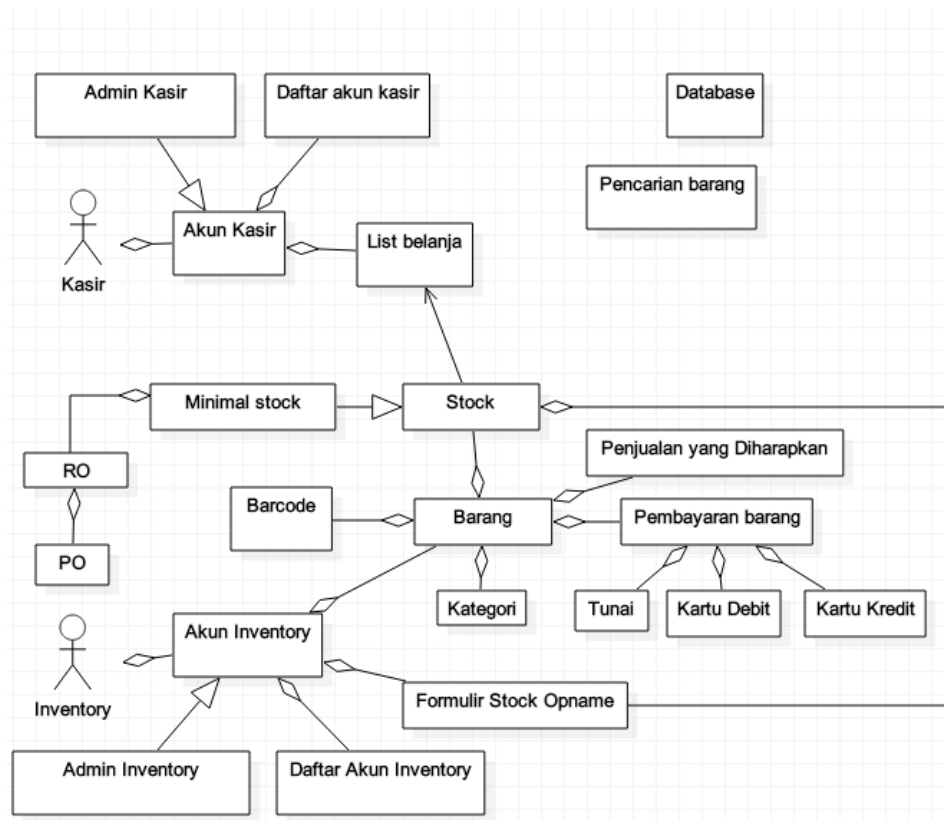 Admin Kasir
Daftar akun kasir
Database
Pencarian barang
Akun Kasir
List belanja
Kasir
Minimal stock
Stock
Penjualan yang Diharapkan
RO
Barcode
Barang
Pembayaran barang
PO
Kategori
Tunai
Kartu Debit
Kartu Kredit
Akun Inventory
Inventory
Formulir Stock Opname
Admin Inventory
Daftar Akun Inventory